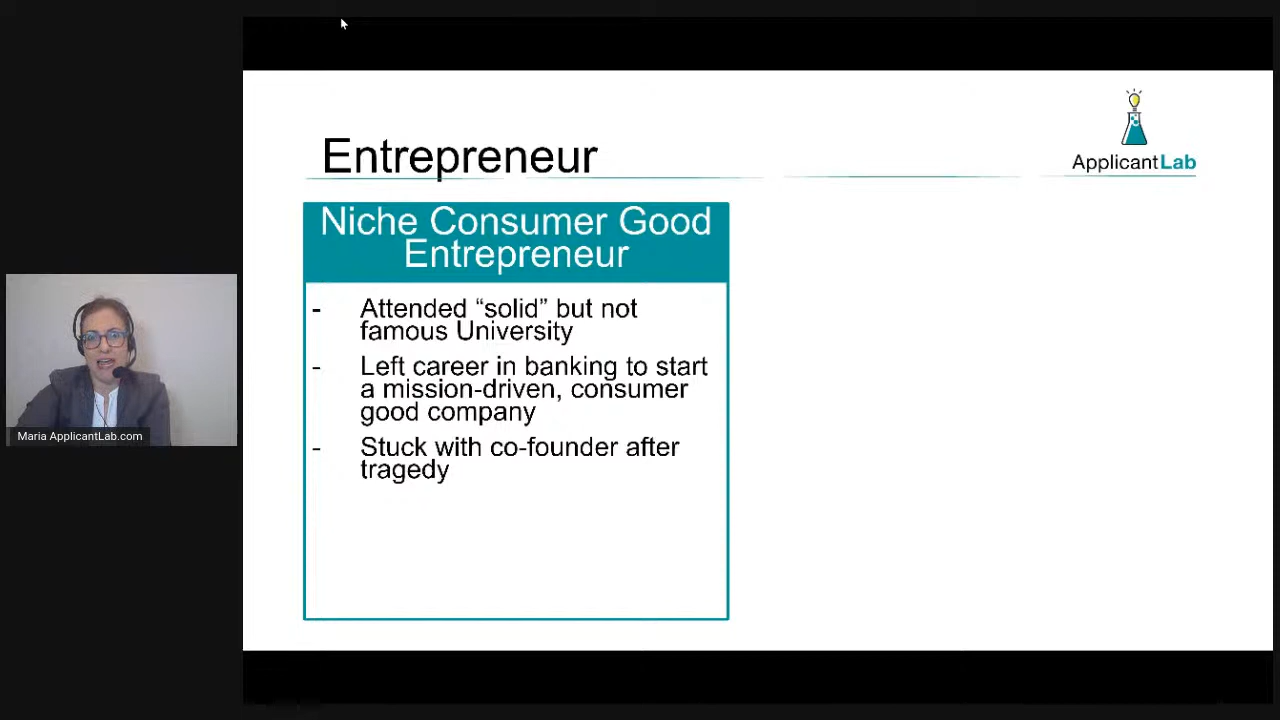 Entrepreneur
ApplicantLab
Niche Consumer Good
Entrepreneur
- Attended “solid” but not
famous University
- Left career in banking to start
a mission-driven, consumer
good company
- Stuck with co-founder after
tragedy
Maria ApplicantLab.com